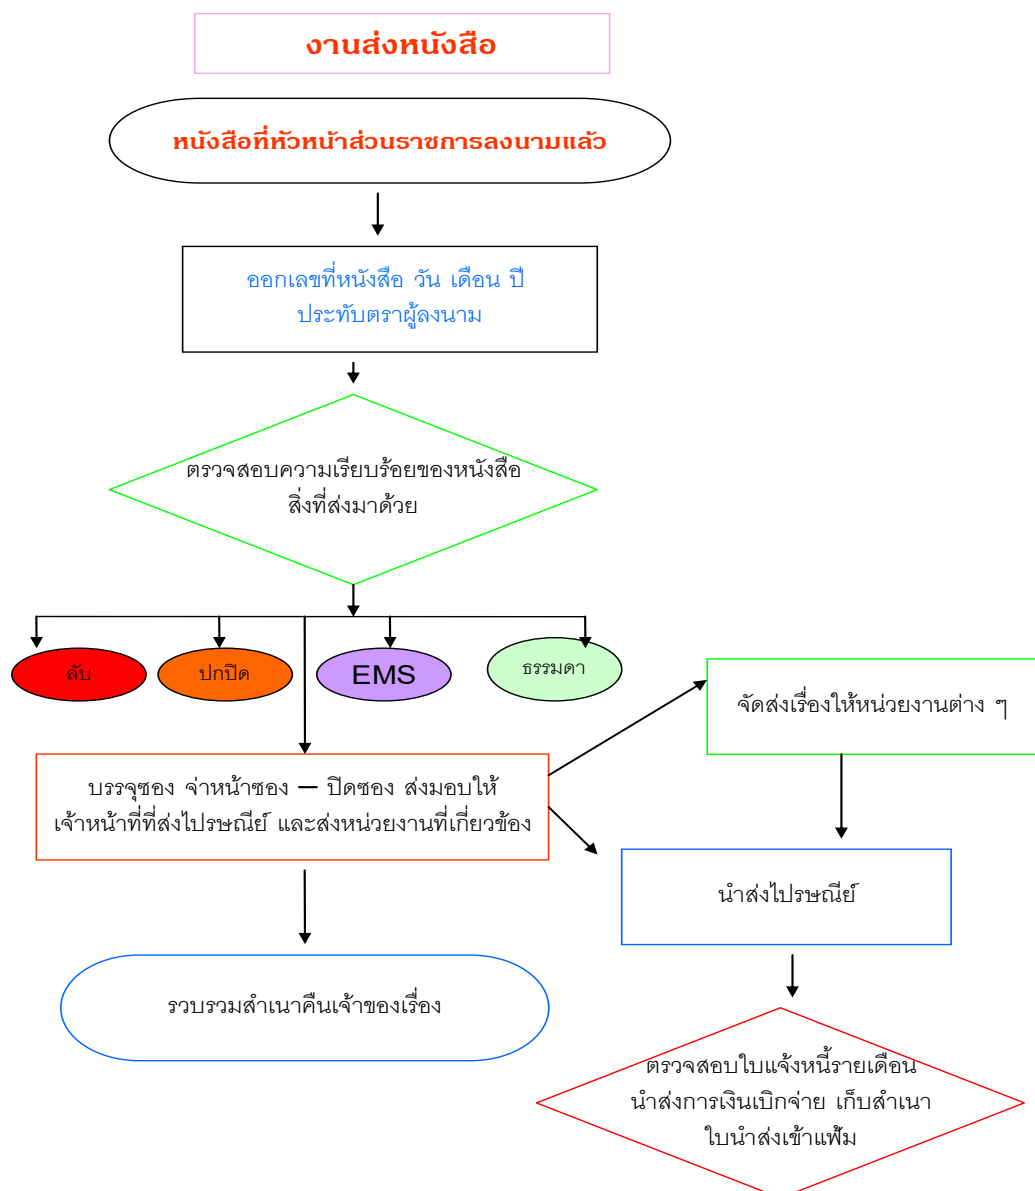 งานส่งหนังสือ
หนังสือที่หัวหน้าส่วนราชการลงนามแล้ว
ออกเลขที่หนังสือ วัน เดือน ปี
ประทับตราผู้ลงนาม
ตรวจสอบความเรียบร้อยของหนังสือ
สิ่งที่ส่งมาด้วย
ลับ
ปกปิด
EMS
ธรรมดา
จัดส่งเรื่องให้หน่วยงานต่าง ๆ
บรรจุซอง จ่าหน้าซอง – ปิดซอง ส่งมอบให้
เจ้าหน้าที่ที่ส่งไปรษณีย์ และส่งหน่วยงานที่เกี่ยวข้อง
นำส่งไปรษณีย์
รวบรวมสำเนาคืนเจ้าของเรื่อง
ตรวจสอบใบแจ้งหนี้รายเดือน
นำส่งการเงินเบิกจ่าย เก็บสำเนา
ใบนำส่งเข้าแฟ้ม